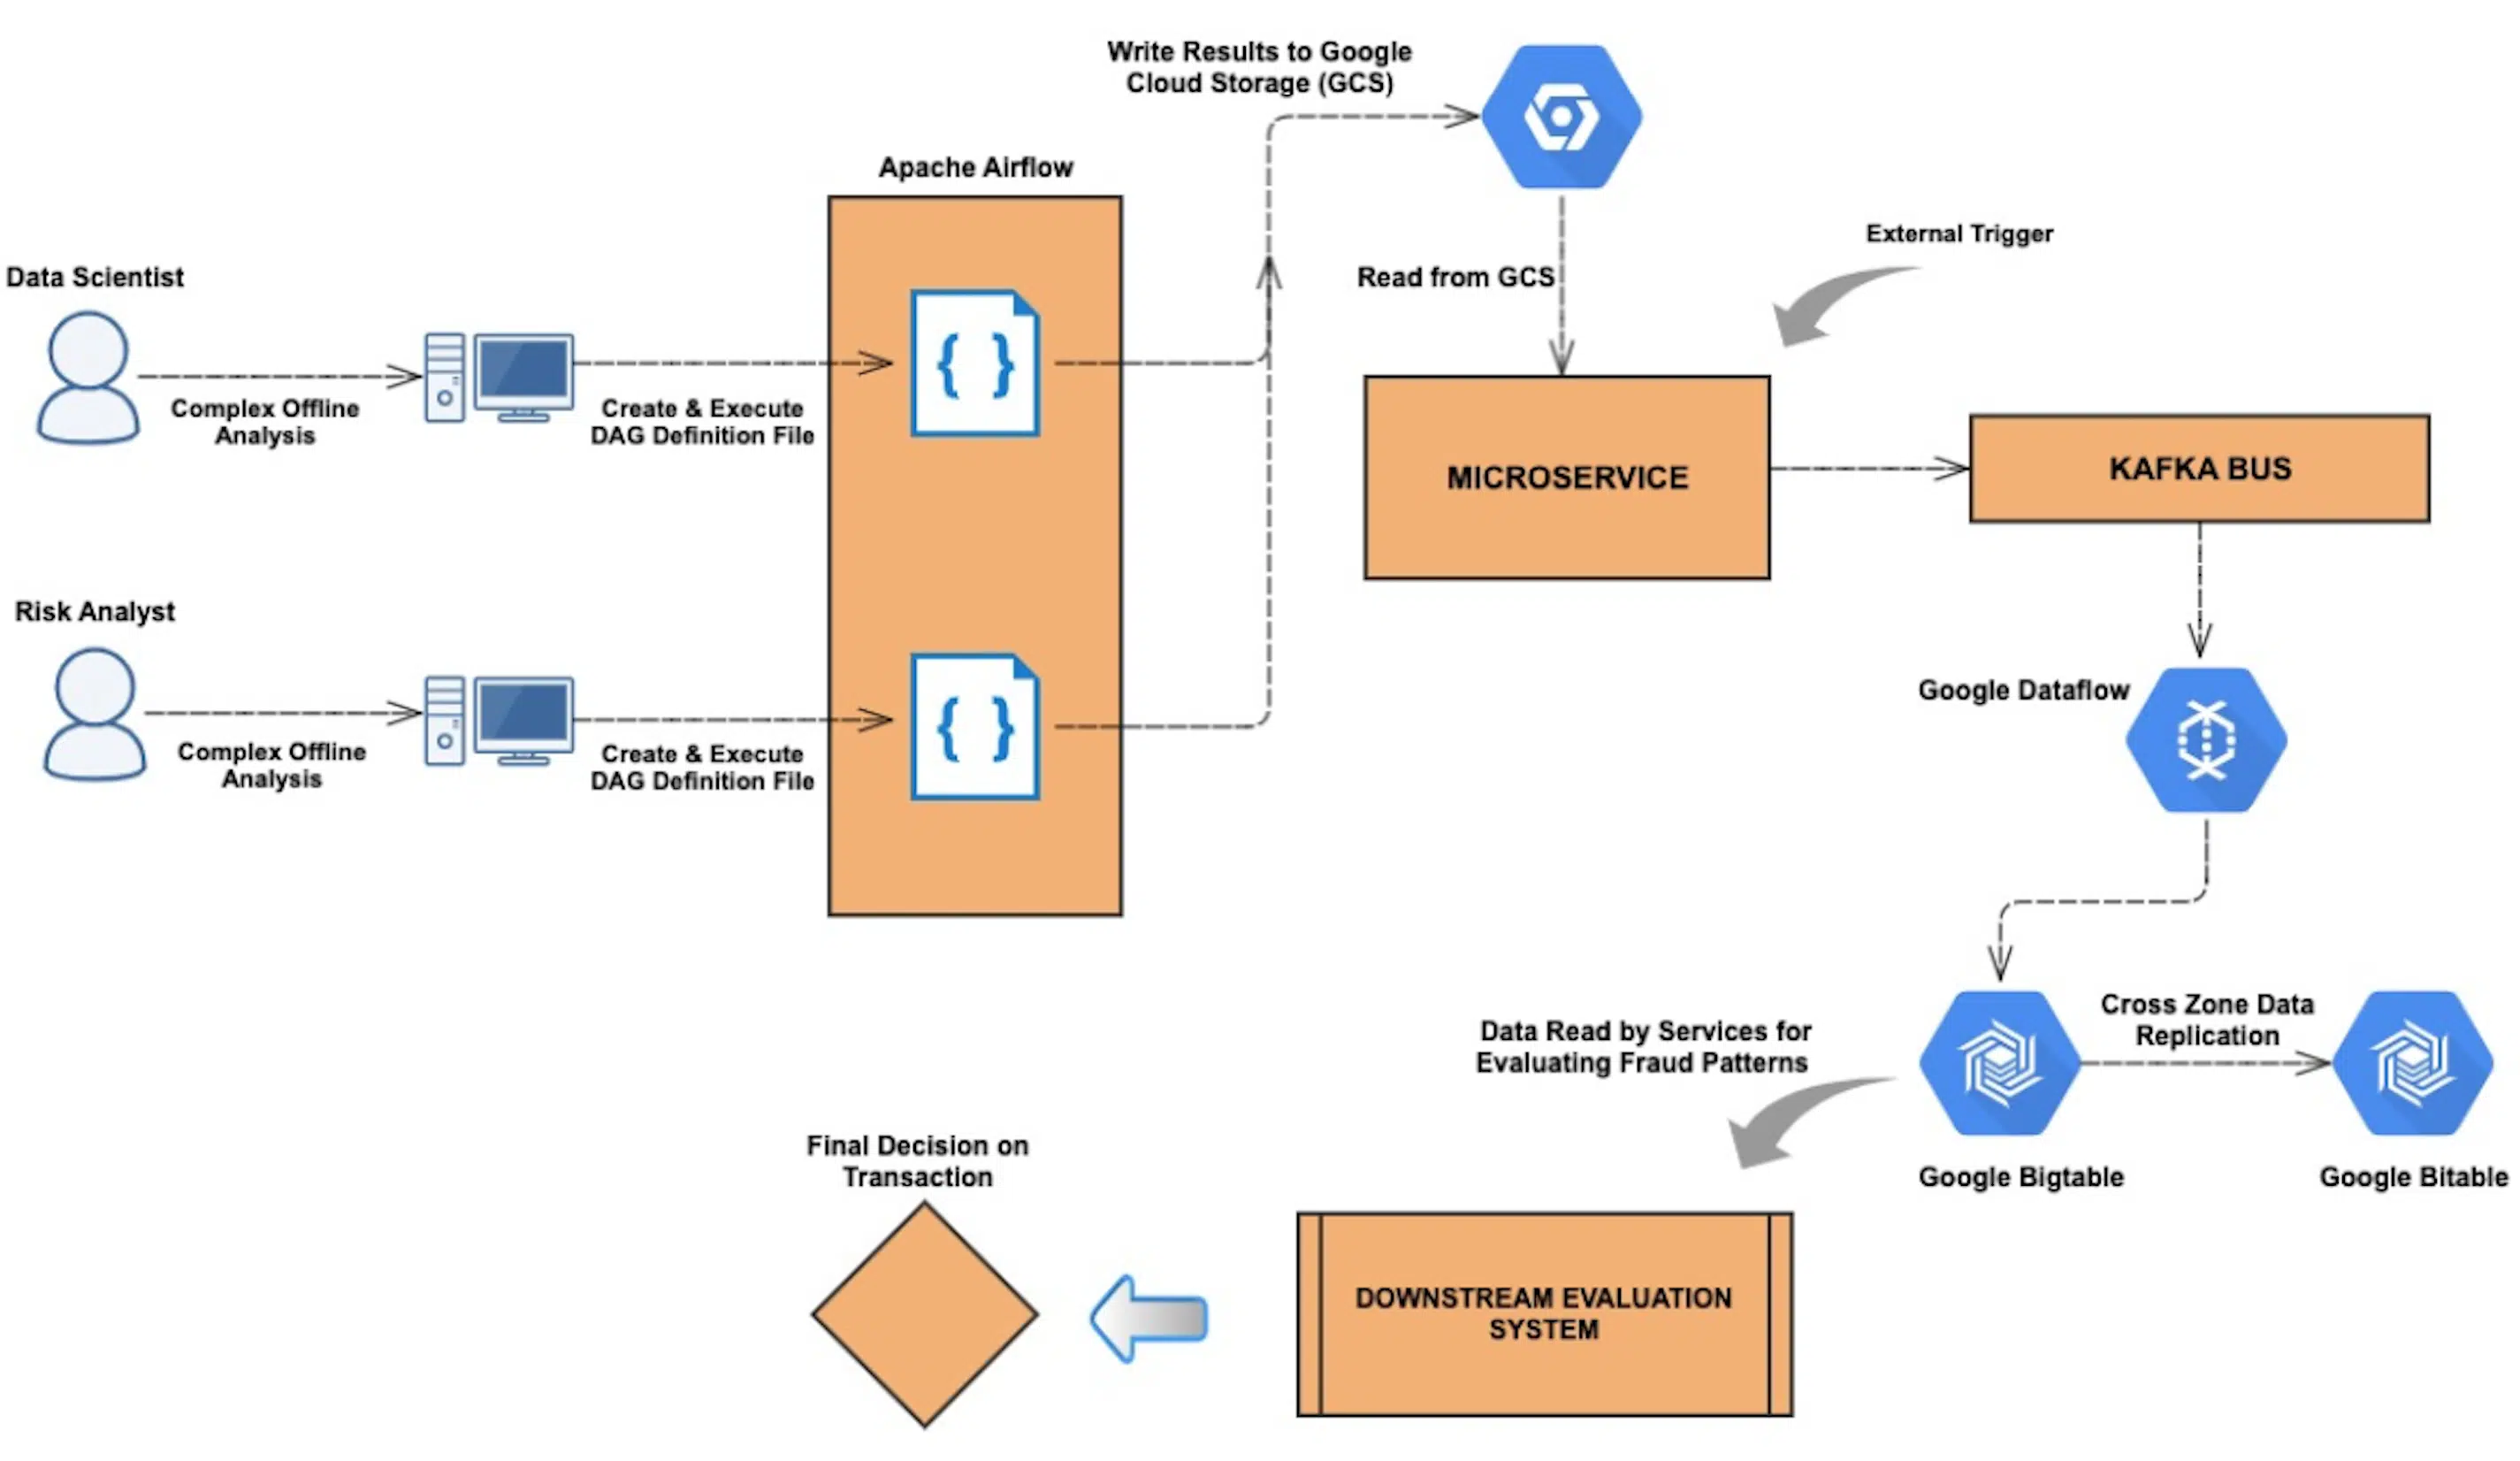 Write Results to Google
Cloud Storage (GCS)
Apache Airflow
External Trigger
Data Scientist
Read from GCS
Complex Offline
Analysis
Create & Execute
DAG Definition File
MICROSERVICE
KAFKA BUS
Risk Analyst
Google Dataflow
Complex Offline
Analysis
Create & Execute
DAG Definition File
Data Read by Services for
Evaluating Fraud Patterns
Cross Zone Data
Replication
Google Bigtable
Google Bitable
Final Decision on
Transaction
DOWNSTREAM EVALUATION
SYSTEM